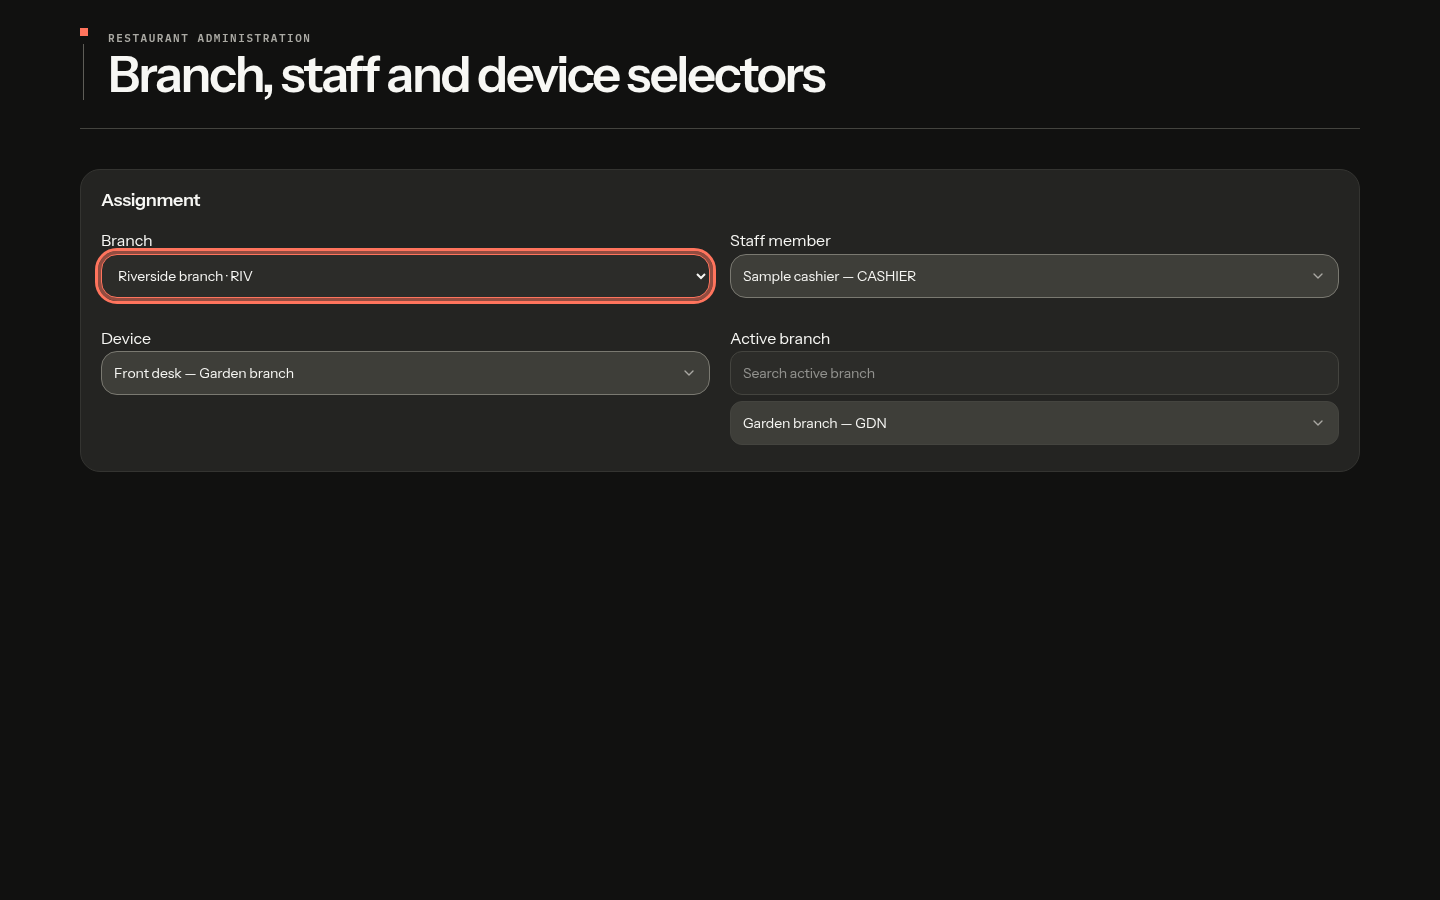 RESTAURANT ADMINISTRATION
Branch, staff and device selectors
Assignment
Branch
Riverside branch · RIV
Staff member
Sample cashier — CASHIER
Device
Front desk — Garden branch
Active branch
Search active branch
Garden branch — GDN